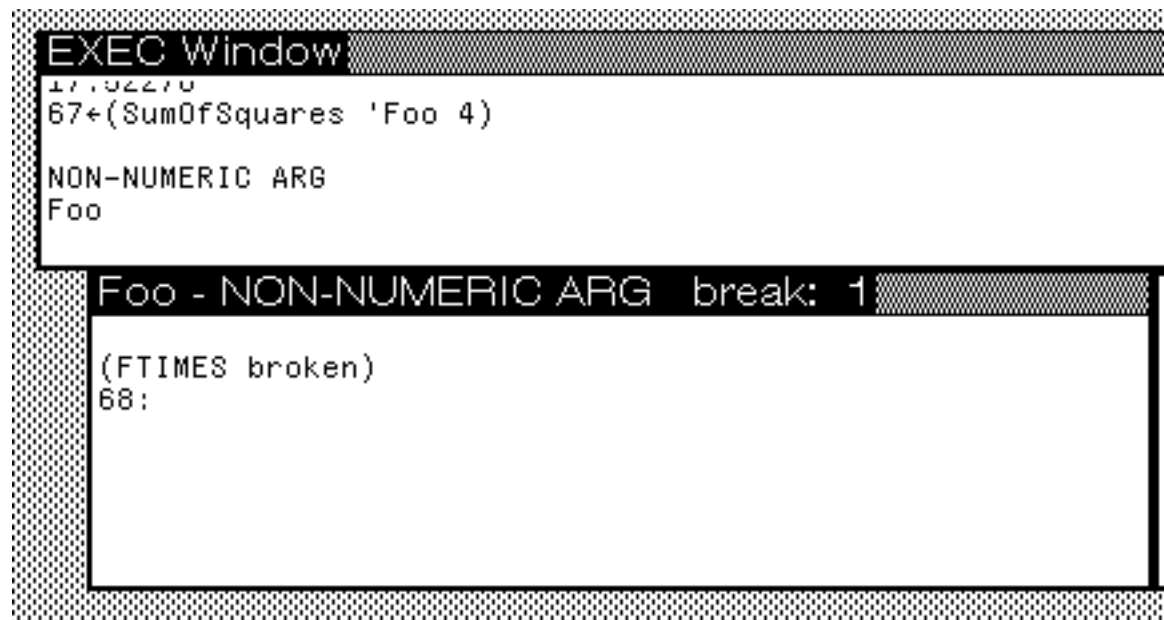 EXEC Window
67←(SumOfSquares 'Foo 4)
NON-NUMERIC ARG
Foo
Foo - NON-NUMERIC ARG break: 1
(FTIMES broken)
68: